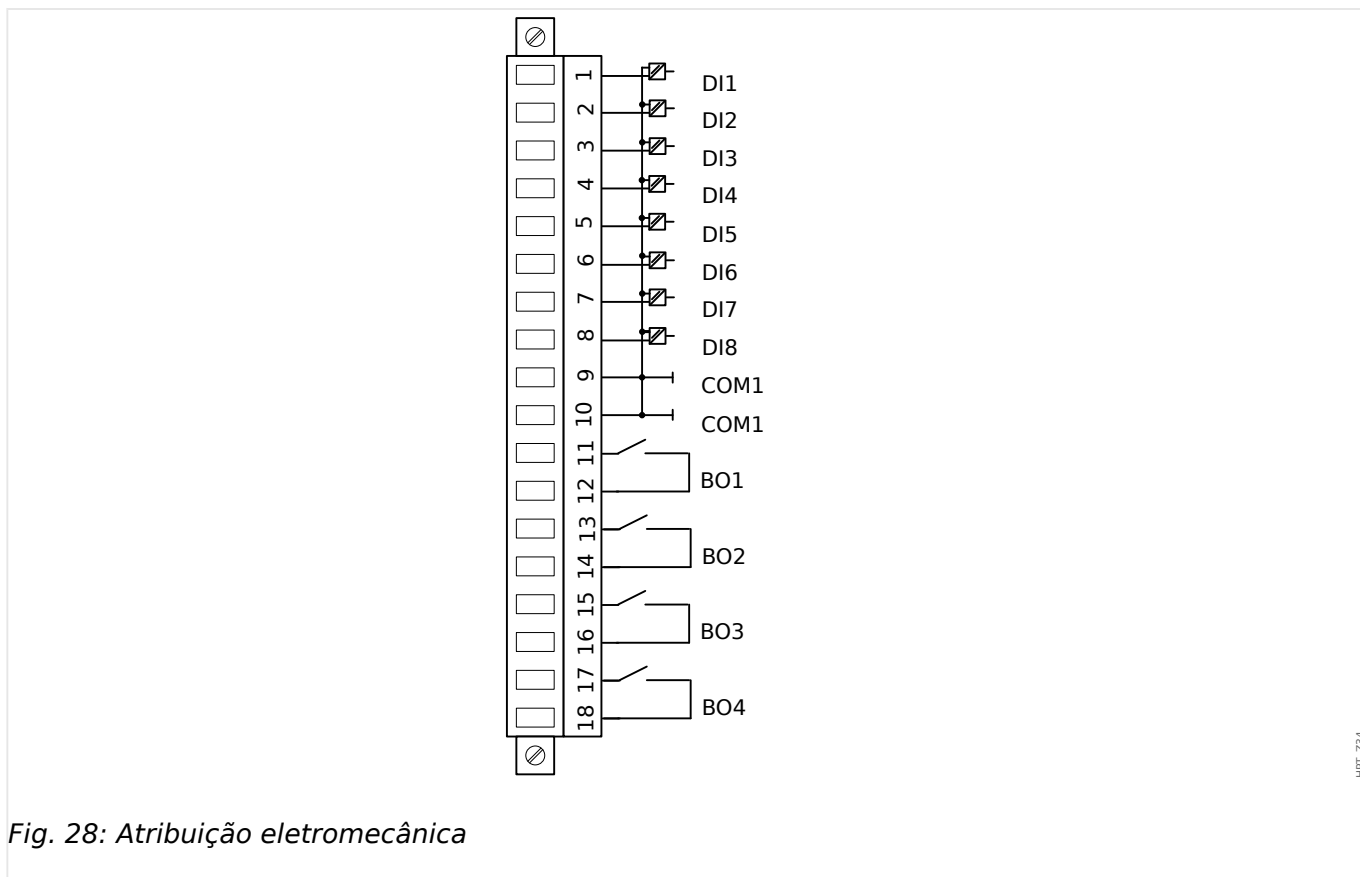 1 DI1
2 DI2
3 DI3
4 DI4
5 DI5
6 DI6
7 DI7
8 DI8
9 COM1
10 COM1
11
BO1
12
13
BO2
14
15
BO3
16
17
BO4
18
Fig. 28: Atribuição eletromecânica